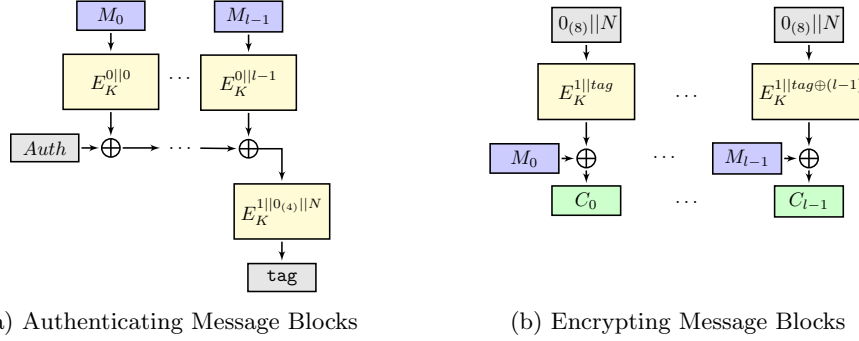 M_0 M_{l-1}
E_K^{0||0} · · · E_K^{0||l-1}
Auth · · ·
E_K^{1||0_{(4)}||N}
tag
) Authenticating Message Blocks
0_{(8)}||N 0_{(8)}||N
E_K^{1||tag} · · · E_K^{1||tag⊕(l-1)}
M_0 · · · M_{l-1}
C_0 · · · C_{l-1}
(b) Encrypting Message Blocks